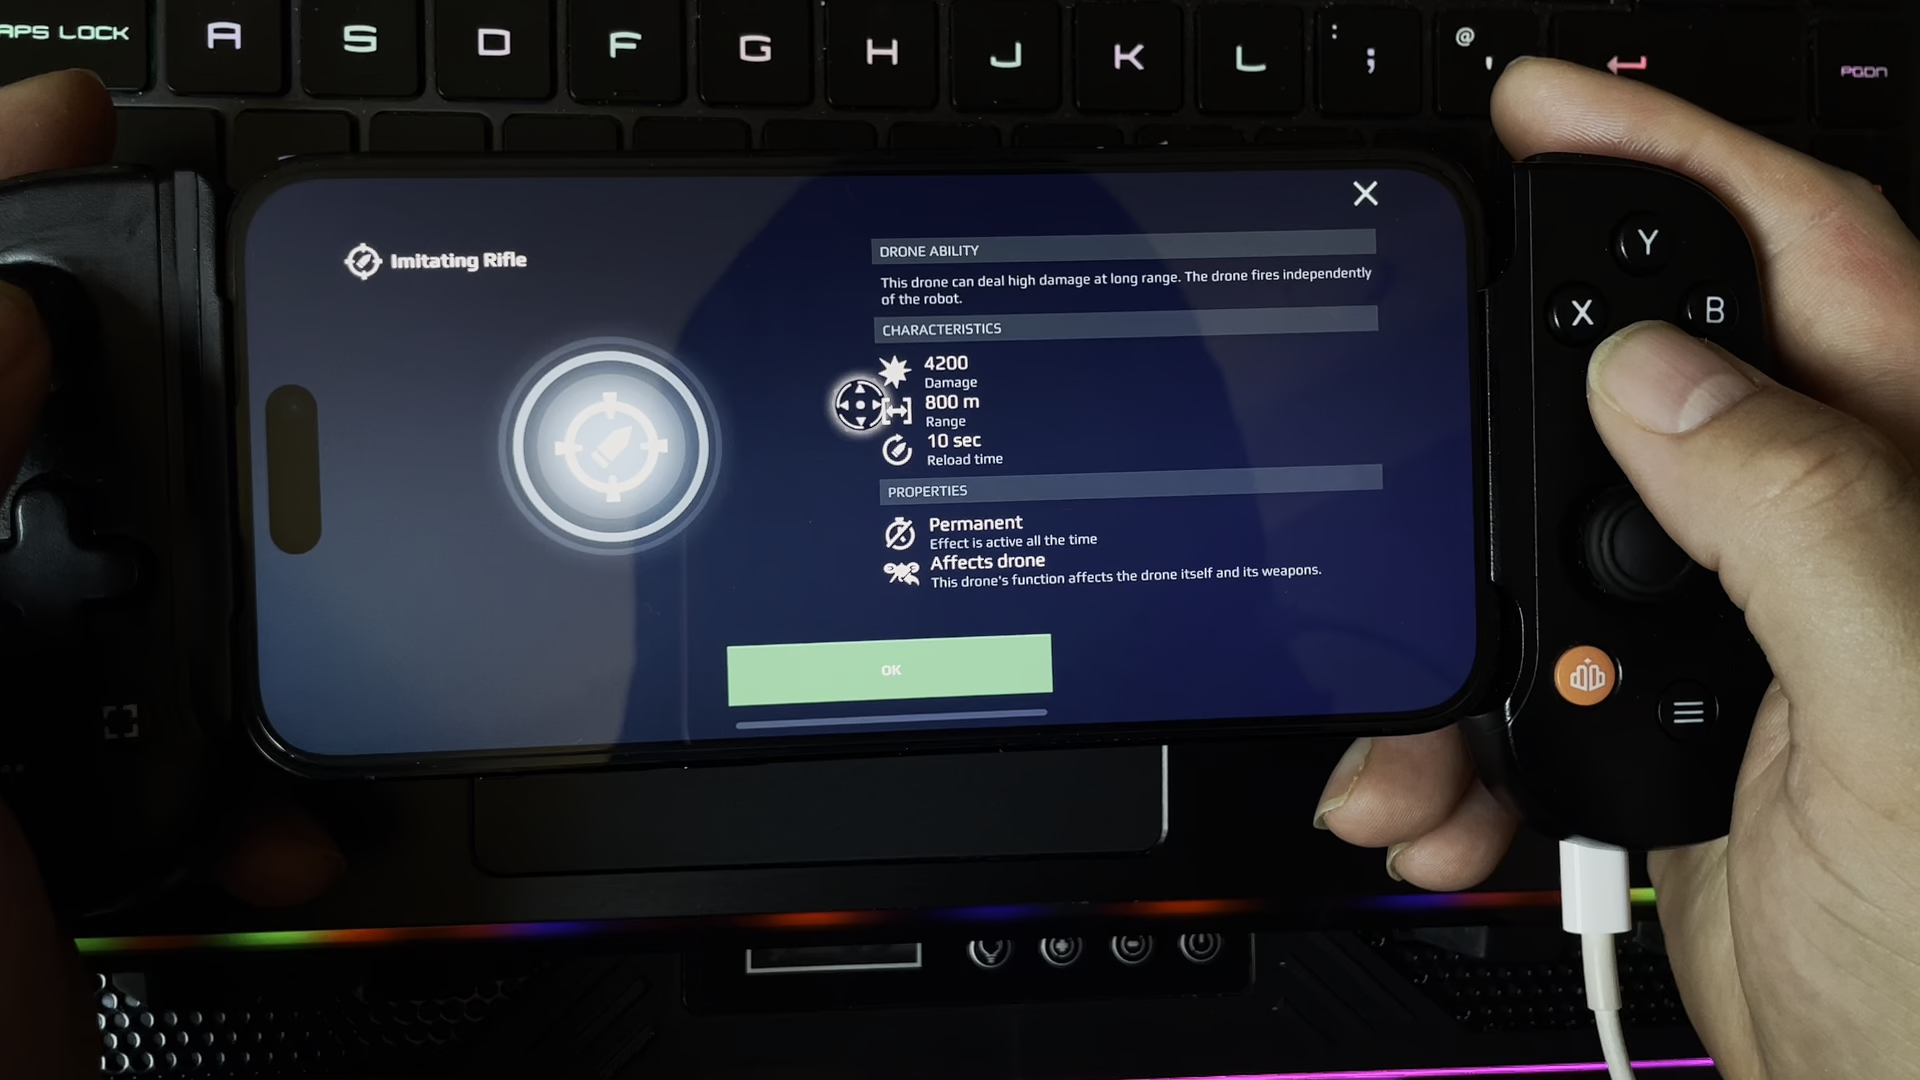 APS LOCK A S D F G H J K L : ; @ ' PGDN
Imitating Rifle
DRONE ABILITY
This drone can deal high damage at long range. The drone fires independently
of the robot.
CHARACTERISTICS
4200
Damage
800 m
Range
10 sec
Reload time
PROPERTIES
Permanent
Effect is active all the time
Affects drone
This drone's function affects the drone itself and its weapons.
OK
Y
X
B